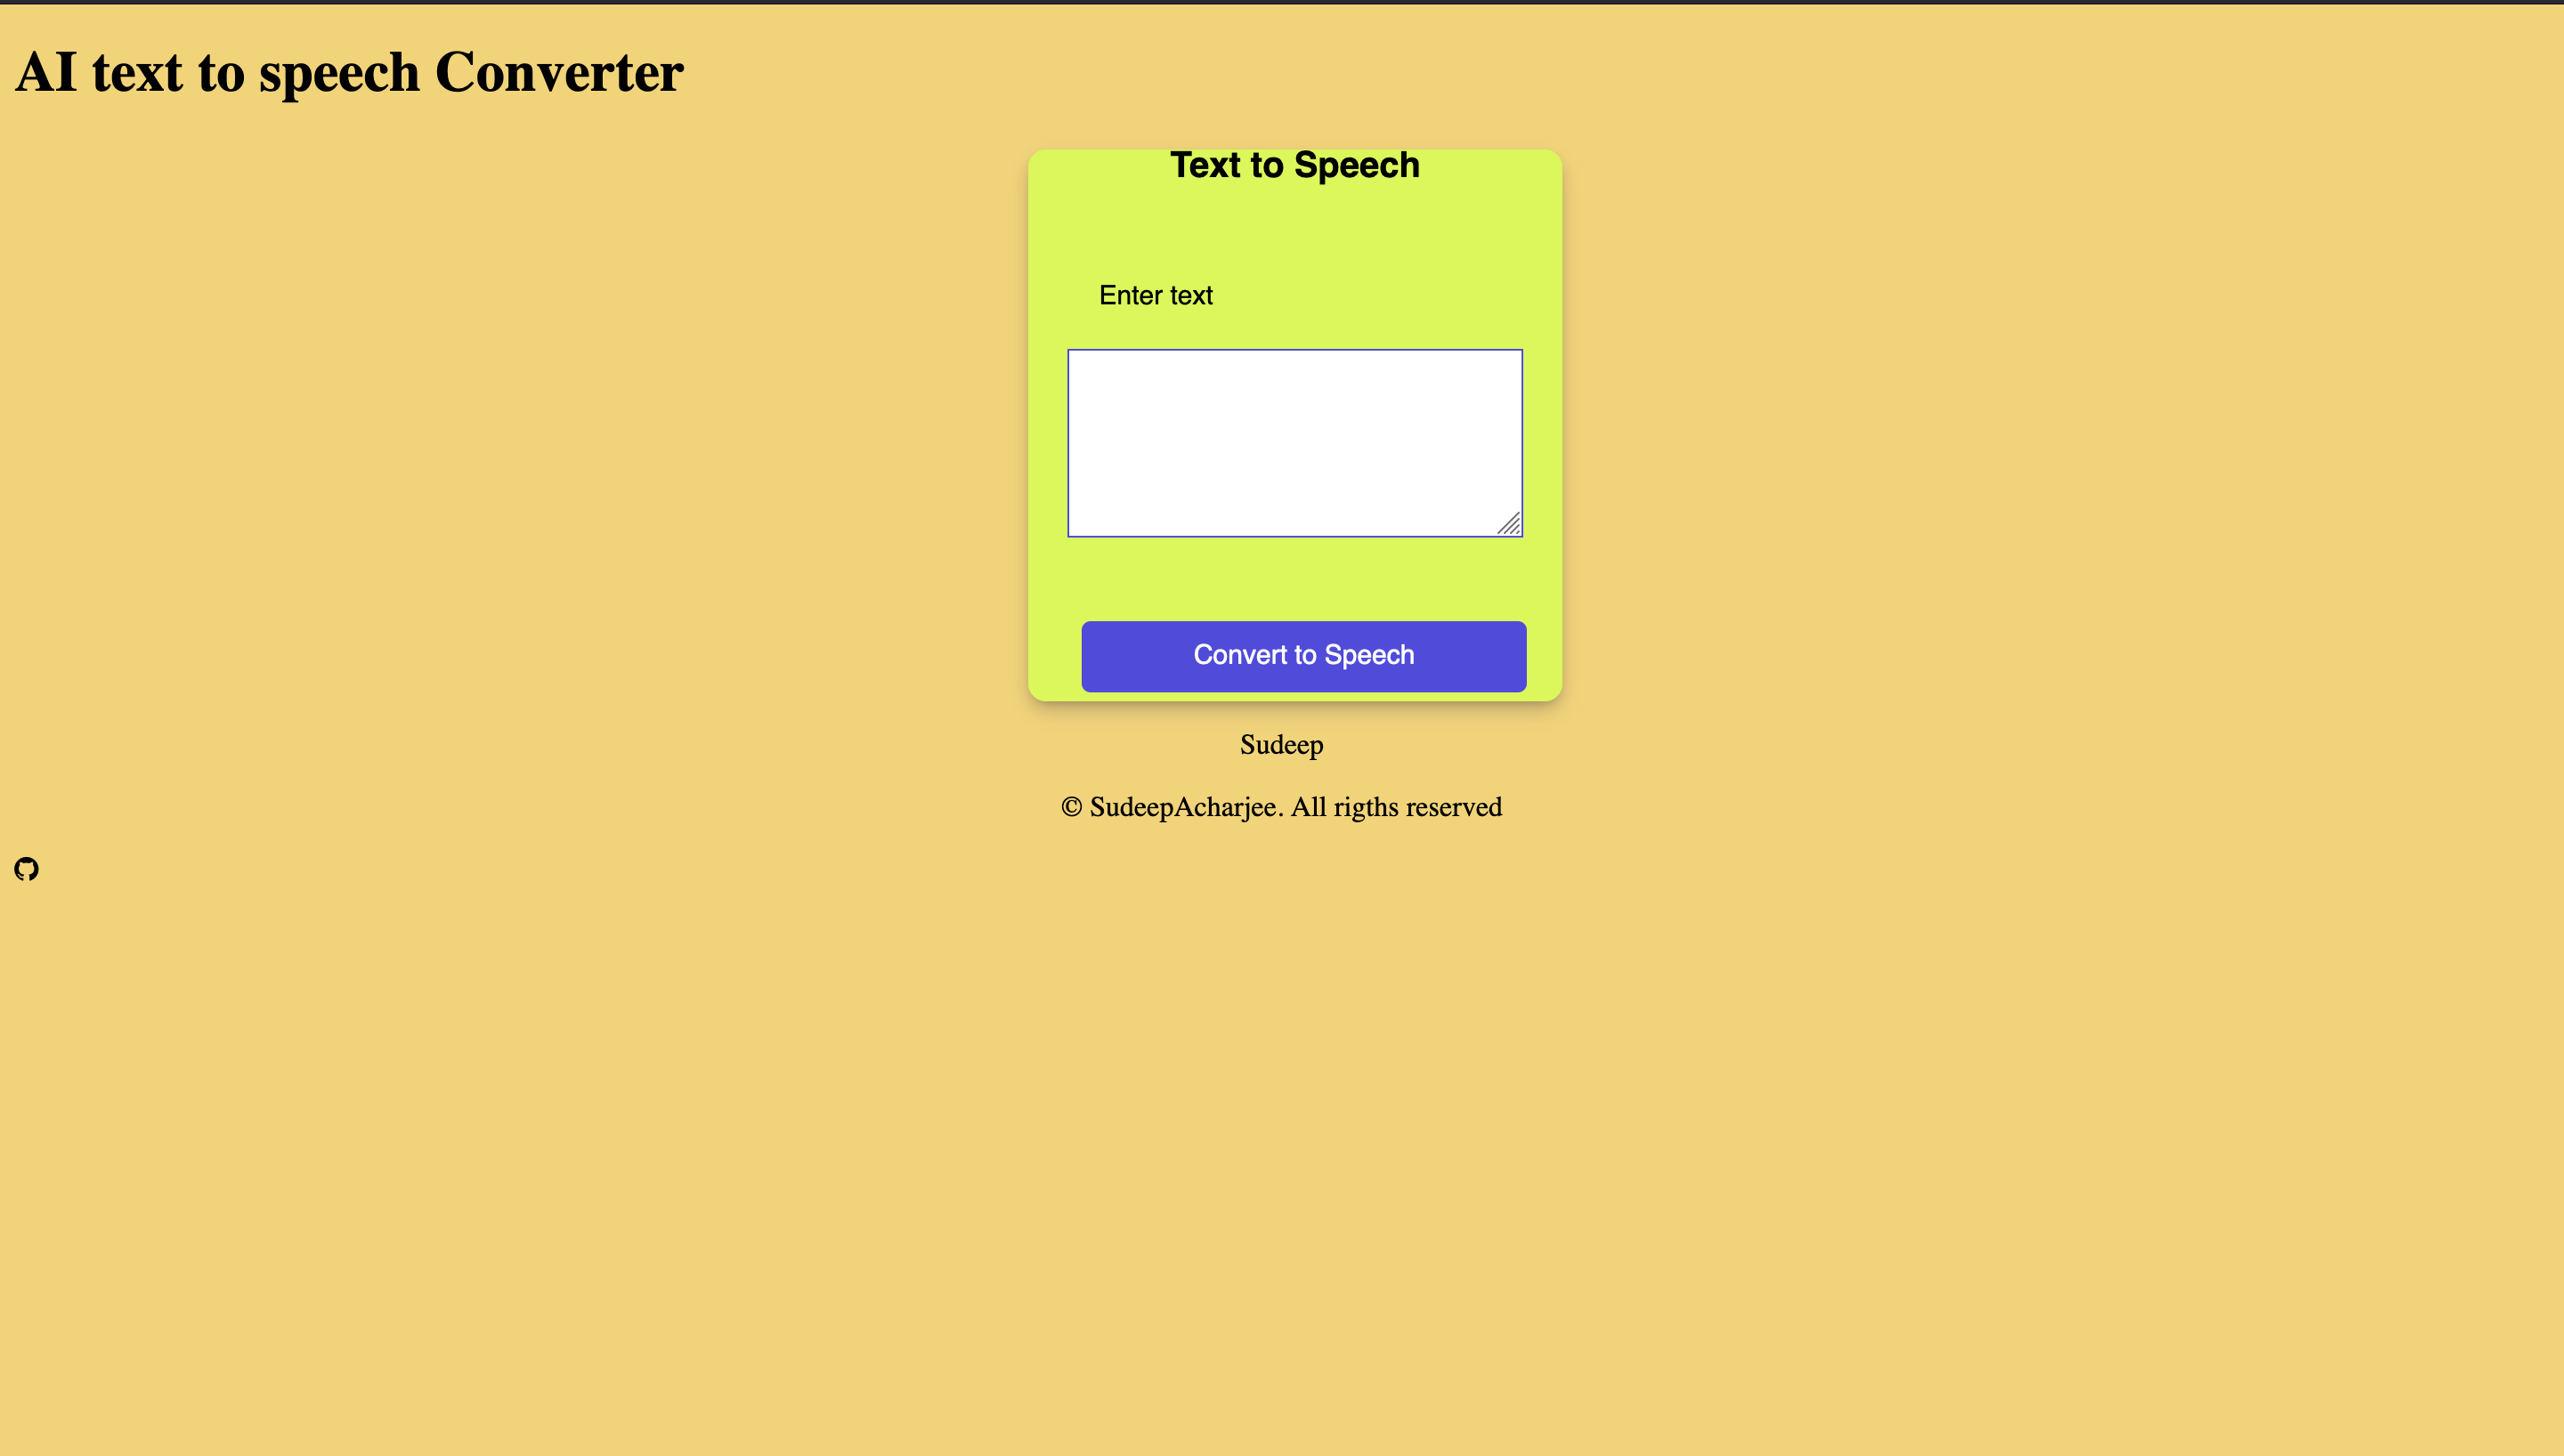 AI text to speech Converter
Text to Speech
Enter text
Convert to Speech
Sudeep
© SudeepAcharjee. All rigths reserved